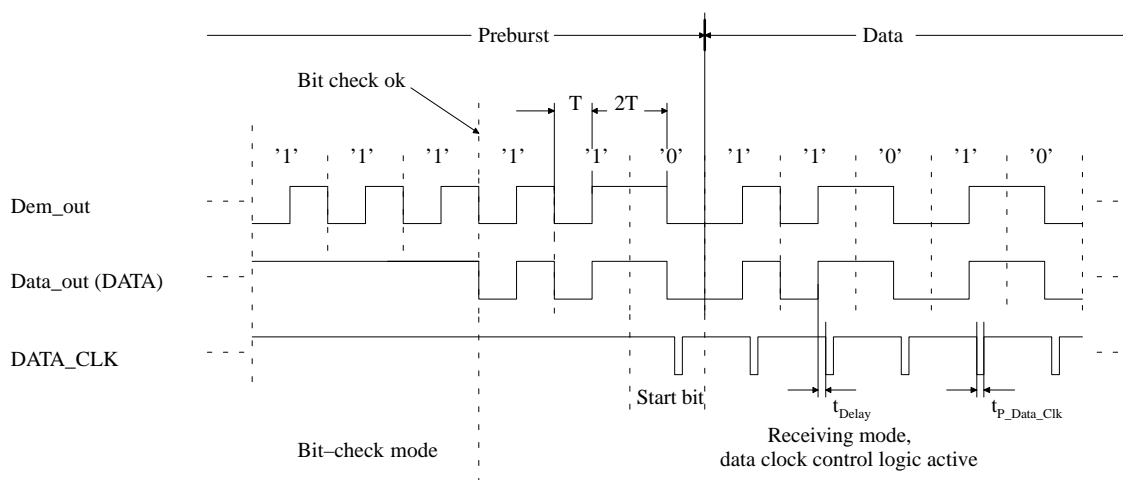 Preburst Data
Bit check ok
T 2T
’1’ ’1’ ’1’ ’1’ ’1’ ’0’ ’1’ ’1’ ’0’ ’1’ ’0’
Dem_out
Data_out (DATA)
DATA_CLK
Start bit
tDelay tP_Data_Clk
Bit–check mode
Receiving mode,
data clock control logic active